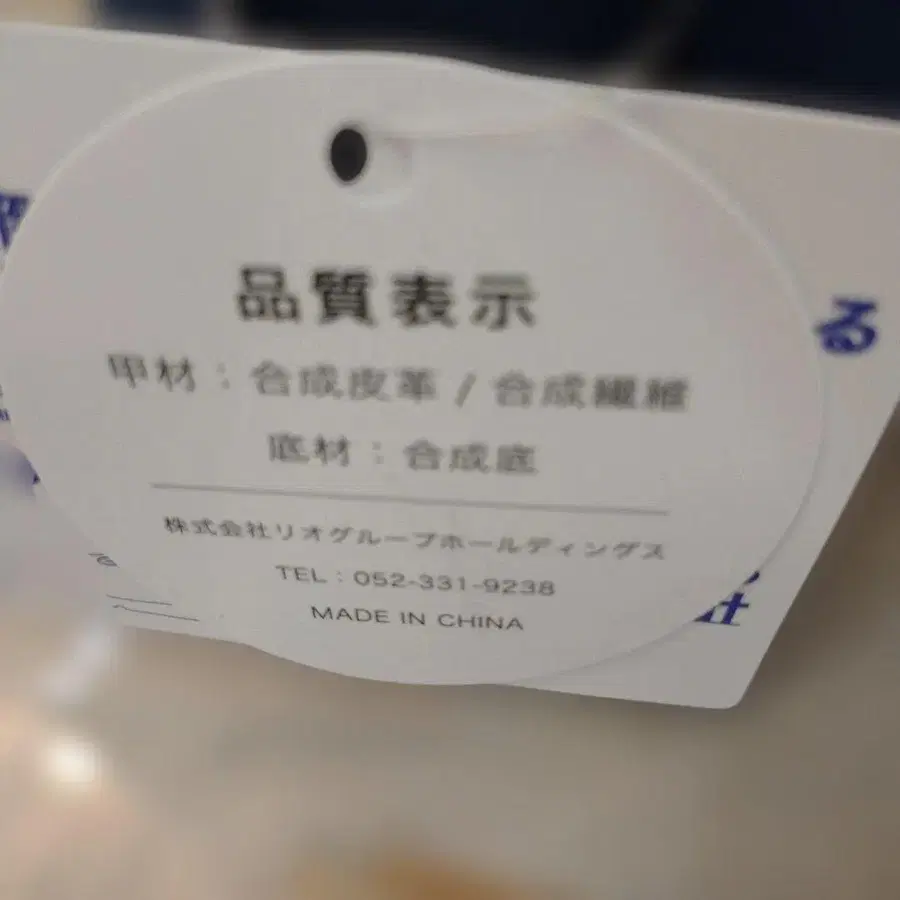 品質表示
甲材：合成皮革 / 合成繊維
底材：合成底
株式会社リオグループホールディングス
TEL：052-331-9238
MADE IN CHINA
る